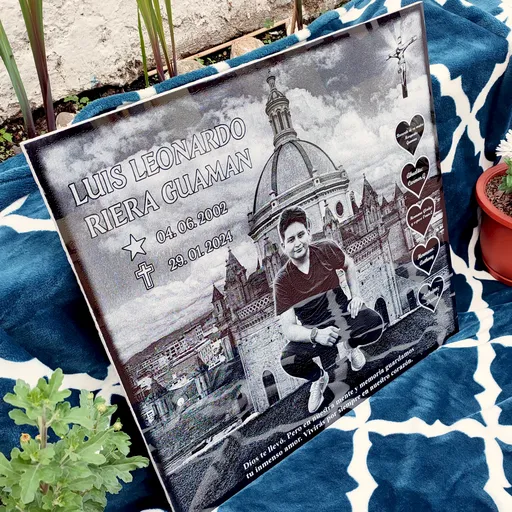 LUIS LEONARDO
RIERA GUAMAN
04. 06. 2002
29. 01. 2024
Dios te llevó. Pero en nuestra mente y memoria guardamos
tu inmenso amor. Vivirás por siempre en nuestro corazón.